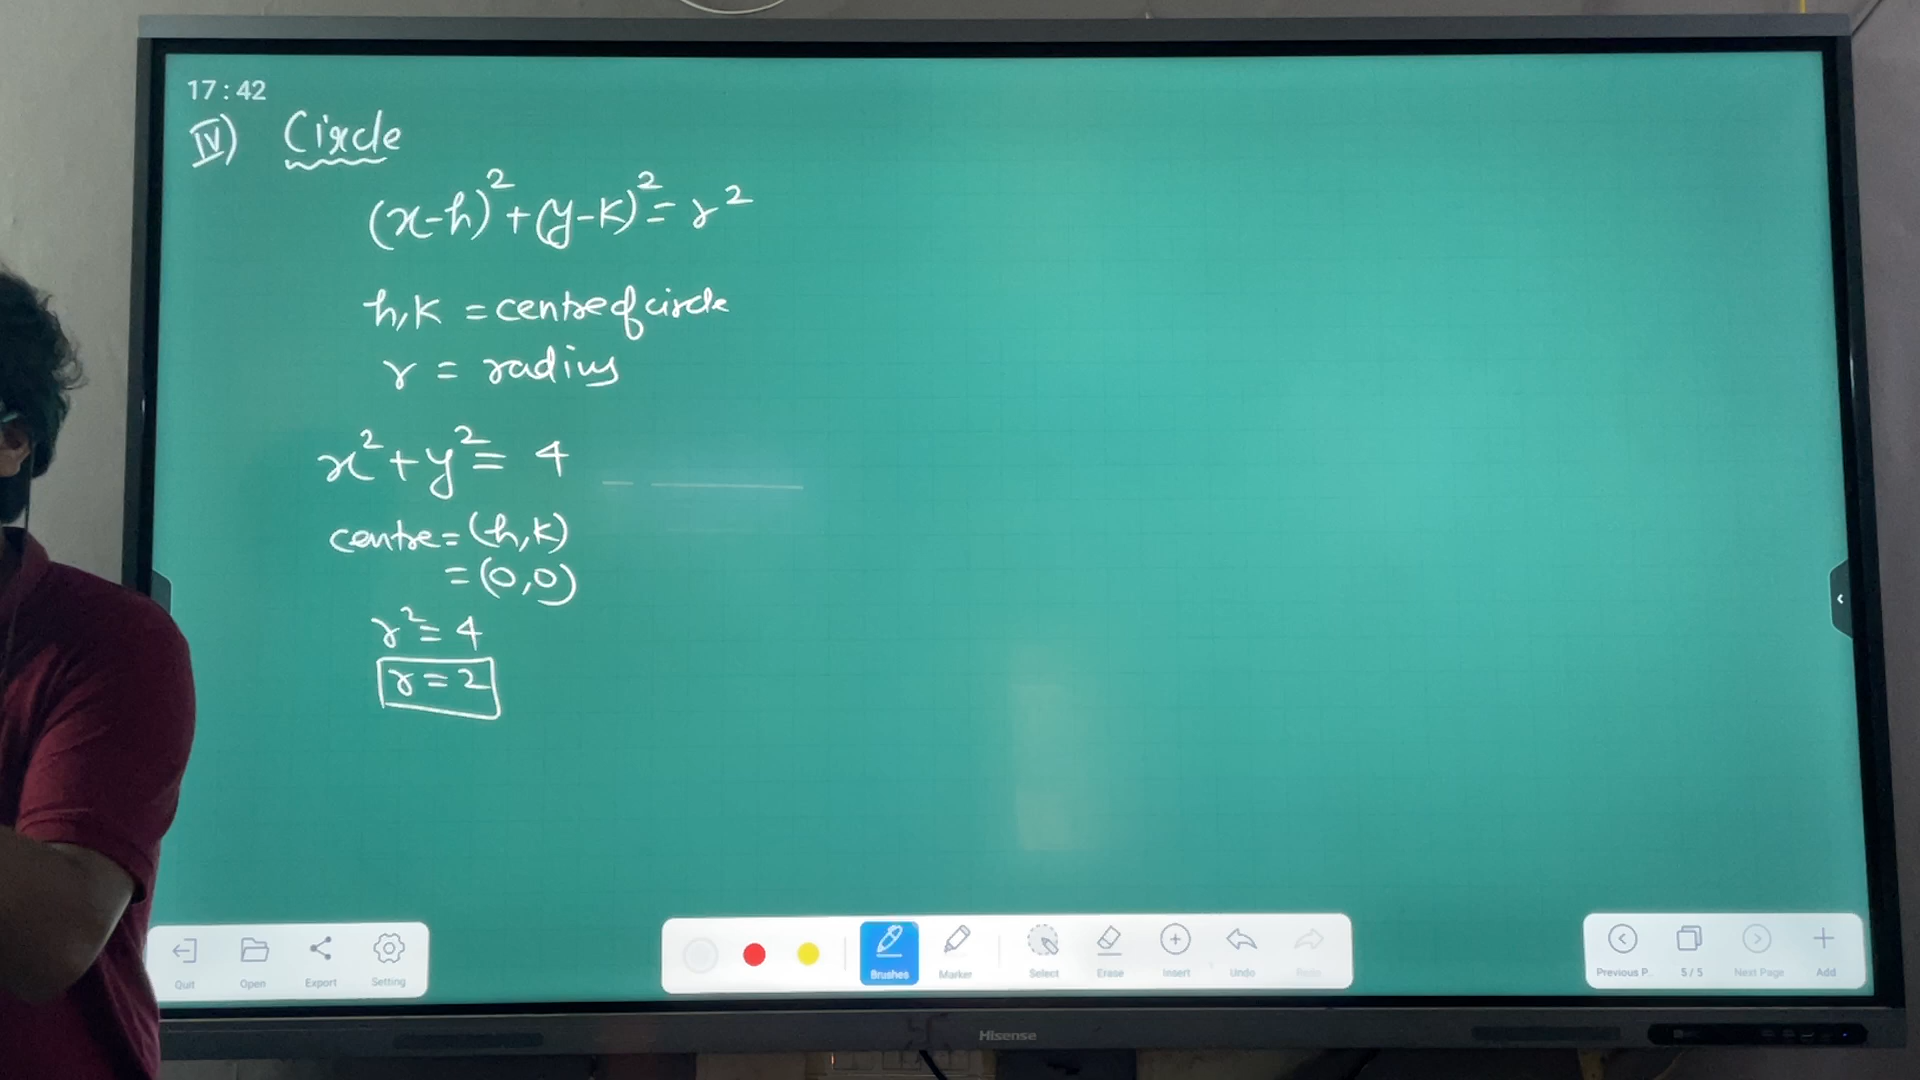 17:42
IV) Circle
(x-h)²+(y-k)²=r²
h,k = centre of circle
r = radius
x²+y²= 4
centre=(h,k)
=(0,0)
r²=4
r=2
Quit Open Export Setting
Brushes Marker Select Erase Insert Undo Redo
Previous P.. 5/5 Next Page Add
Hisense